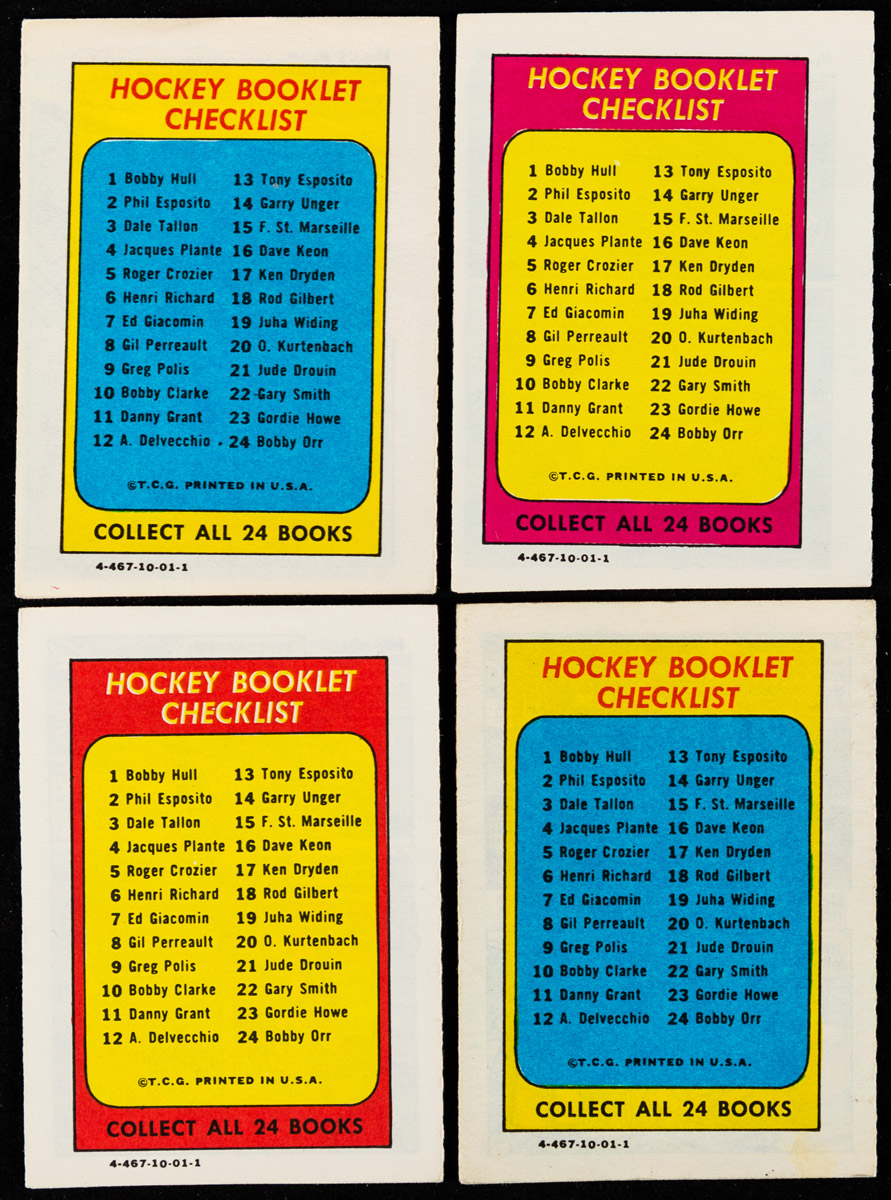 HOCKEY BOOKLET
CHECKLIST
1 Bobby Hull 13 Tony Esposito
2 Phil Esposito 14 Garry Unger
3 Dale Tallon 15 F. St. Marseille
4 Jacques Plante 16 Dave Keon
5 Roger Crozier 17 Ken Dryden
6 Henri Richard 18 Rod Gilbert
7 Ed Giacomin 19 Juha Widing
8 Gil Perreault 20 O. Kurtenbach
9 Greg Polis 21 Jude Drouin
10 Bobby Clarke 22 Gary Smith
11 Danny Grant 23 Gordie Howe
12 A. Delvecchio 24 Bobby Orr
©T.C.G. PRINTED IN U.S.A.
COLLECT ALL 24 BOOKS
4-467-10-01-1
HOCKEY BOOKLET
CHECKLIST
1 Bobby Hull 13 Tony Esposito
2 Phil Esposito 14 Garry Unger
3 Dale Tallon 15 F. St. Marseille
4 Jacques Plante 16 Dave Keon
5 Roger Crozier 17 Ken Dryden
6 Henri Richard 18 Rod Gilbert
7 Ed Giacomin 19 Juha Widing
8 Gil Perreault 20 O. Kurtenbach
9 Greg Polis 21 Jude Drouin
10 Bobby Clarke 22 Gary Smith
11 Danny Grant 23 Gordie Howe
12 A. Delvecchio 24 Bobby Orr
©T.C.G. PRINTED IN U.S.A.
COLLECT ALL 24 BOOKS
4-467-10-01-1
HOCKEY BOOKLET
CHECKLIST
1 Bobby Hull 13 Tony Esposito
2 Phil Esposito 14 Garry Unger
3 Dale Tallon 15 F. St. Marseille
4 Jacques Plante 16 Dave Keon
5 Roger Crozier 17 Ken Dryden
6 Henri Richard 18 Rod Gilbert
7 Ed Giacomin 19 Juha Widing
8 Gil Perreault 20 O. Kurtenbach
9 Greg Polis 21 Jude Drouin
10 Bobby Clarke 22 Gary Smith
11 Danny Grant 23 Gordie Howe
12 A. Delvecchio 24 Bobby Orr
©T.C.G. PRINTED IN U.S.A.
COLLECT ALL 24 BOOKS
4-467-10-01-1
HOCKEY BOOKLET
CHECKLIST
1 Bobby Hull 13 Tony Esposito
2 Phil Esposito 14 Garry Unger
3 Dale Tallon 15 F. St. Marseille
4 Jacques Plante 16 Dave Keon
5 Roger Crozier 17 Ken Dryden
6 Henri Richard 18 Rod Gilbert
7 Ed Giacomin 19 Juha Widing
8 Gil Perreault 20 O. Kurtenbach
9 Greg Polis 21 Jude Drouin
10 Bobby Clarke 22 Gary Smith
11 Danny Grant 23 Gordie Howe
12 A. Delvecchio 24 Bobby Orr
©T.C.G. PRINTED IN U.S.A.
COLLECT ALL 24 BOOKS
4-467-10-01-1